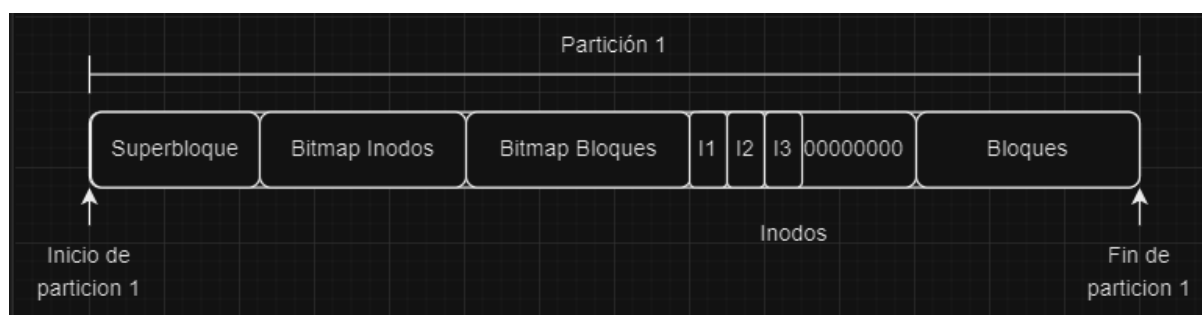 Partición 1
Superbloque Bitmap Inodos Bitmap Bloques I1 I2 I3 00000000 Bloques
Inodos
Inicio de
particion 1
Fin de
particion 1